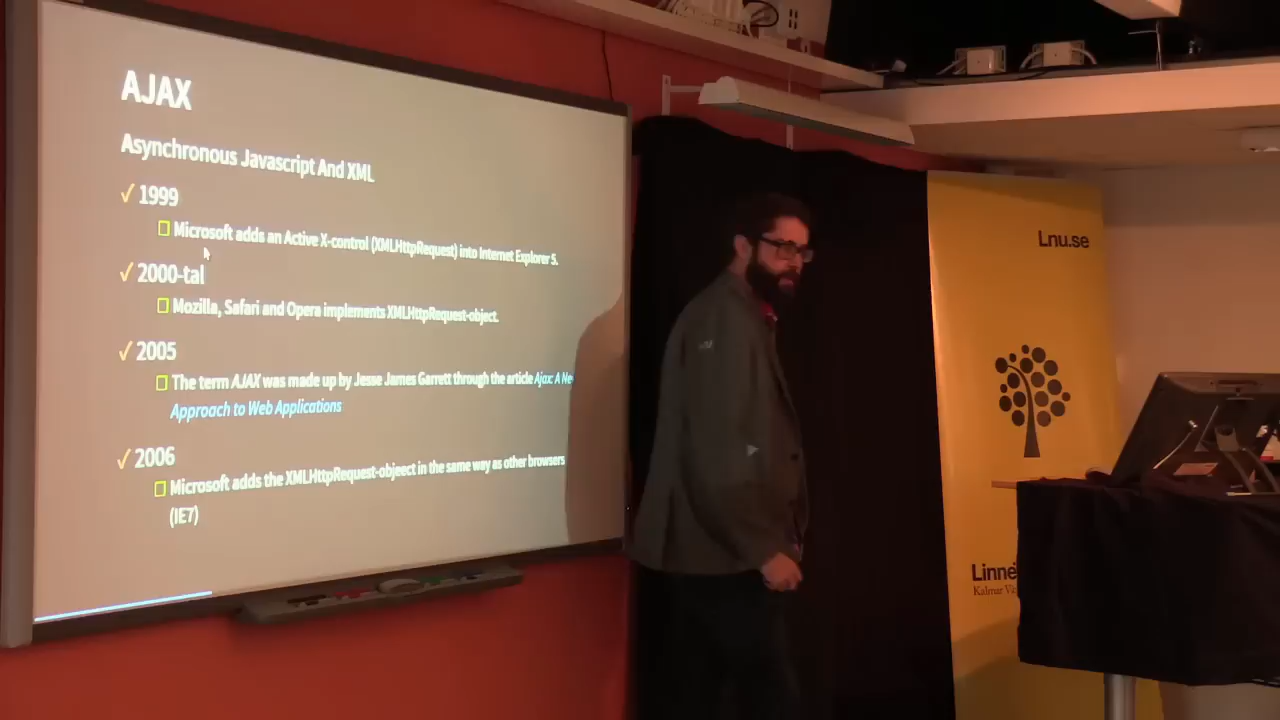 AJAX
Asynchronous Javascript And XML
✓ 1999
Microsoft adds an Active X-control (XMLHttpRequest) into Internet Explorer 5.
✓ 2000-tal
Mozilla, Safari and Opera implements XMLHttpRequest-object.
✓ 2005
The term AJAX was made up by Jesse James Garrett through the article Ajax: A Ne
Approach to Web Applications
✓ 2006
Microsoft adds the XMLHttpRequest-objeect in the same way as other browsers
(IE7)
Lnu.se
Linné
Kalmar Vä